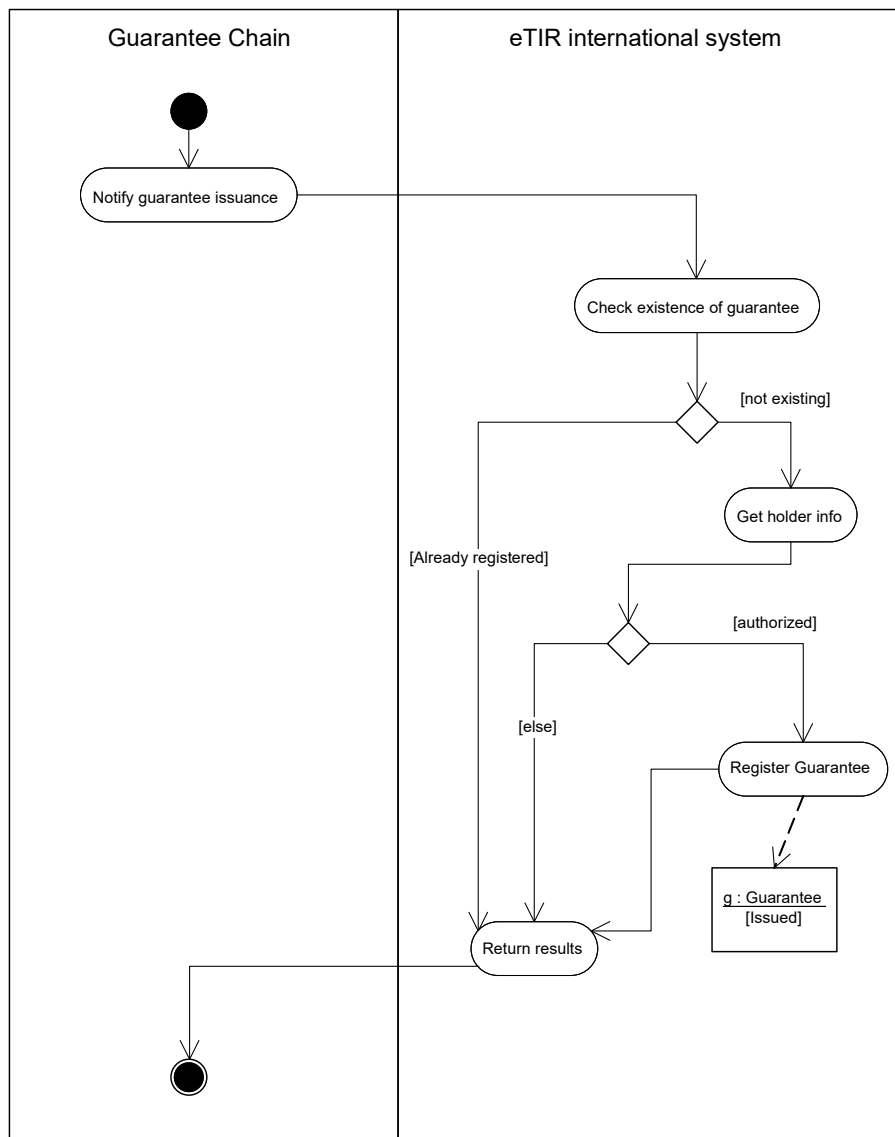 Guarantee Chain
eTIR international system
Notify guarantee issuance
Check existence of guarantee
[not existing]
Get holder info
[Already registered]
[authorized]
[else]
Register Guarantee
g : Guarantee
[Issued]
Return results